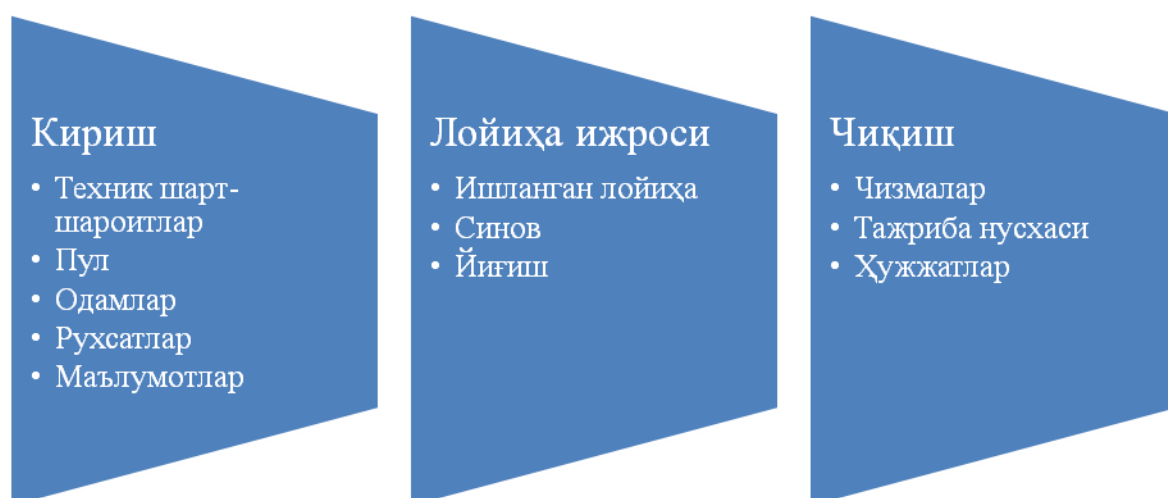 Кириш
• Техник шарт-
шароитлар
• Пул
• Одамлар
• Рухсатлар
• Маълумотлар
Лойиҳа ижроси
• Ишланган лойиҳа
• Синов
• Йиғиш
Чиқиш
• Чизмалар
• Тажриба нусхаси
• Ҳужжатлар